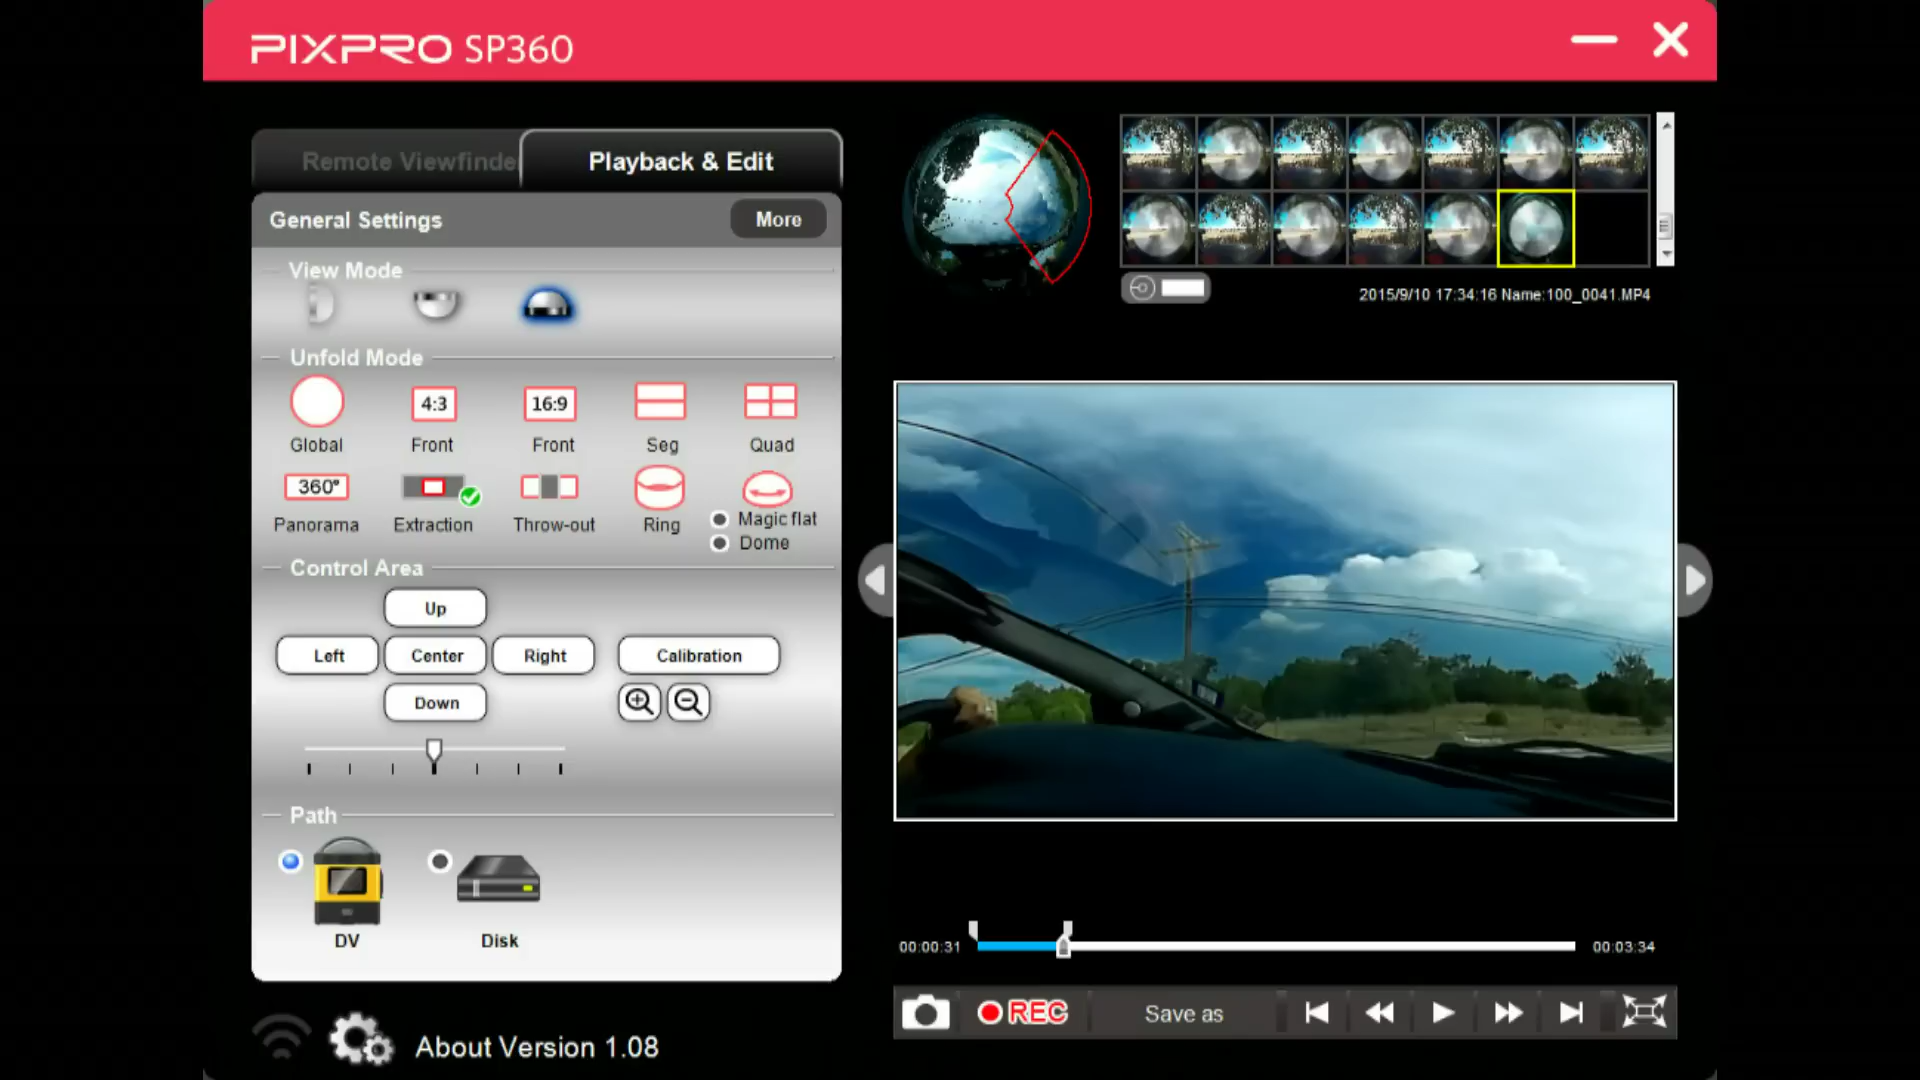 PIXPRO SP360
Remote Viewfinde
Playback & Edit
General Settings
More
View Mode
Unfold Mode
4:3
16:9
Global
Front
Front
Seg
Quad
360°
Panorama
Extraction
Throw-out
Ring
Magic flat
Dome
Control Area
Up
Left
Center
Right
Calibration
Down
Path
DV
Disk
About Version 1.08
2015/9/10 17:34:16 Name:100_0041.MP4
00:00:31
00:03:34
REC
Save as